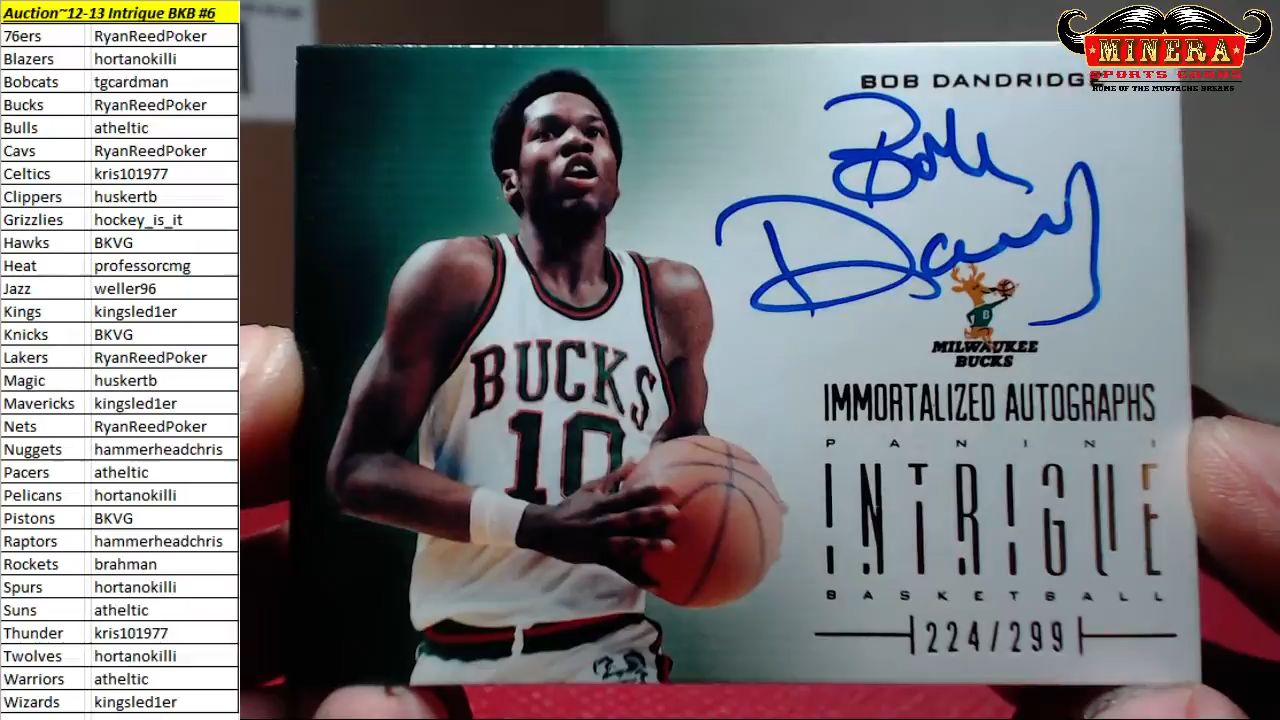 Auction~12-13 Intrigue BKB #6
76ers RyanReedPoker
Blazers hortanokilli
Bobcats tgcardman
Bucks RyanReedPoker
Bulls atheltic
Cavs RyanReedPoker
Celtics kris101977
Clippers huskertb
Grizzlies hockey_is_it
Hawks BKVG
Heat professorcmg
Jazz weller96
Kings kingsled1er
Knicks BKVG
Lakers RyanReedPoker
Magic huskertb
Mavericks kingsled1er
Nets RyanReedPoker
Nuggets hammerheadchris
Pacers atheltic
Pelicans hortanokilli
Pistons BKVG
Raptors hammerheadchris
Rockets brahman
Spurs hortanokilli
Suns atheltic
Thunder kris101977
Twolves hortanokilli
Warriors atheltic
Wizards kingsled1er
MINERA
SPORTS CARDS
HOME OF THE MUSTACHE BREAKS
BOB DANDRIDGE
Bob
MILWAUKEE
BUCKS
IMMORTALIZED AUTOGRAPHS
PANINI
INTRIGUE
BASKETBALL
224/299
BUCKS
10